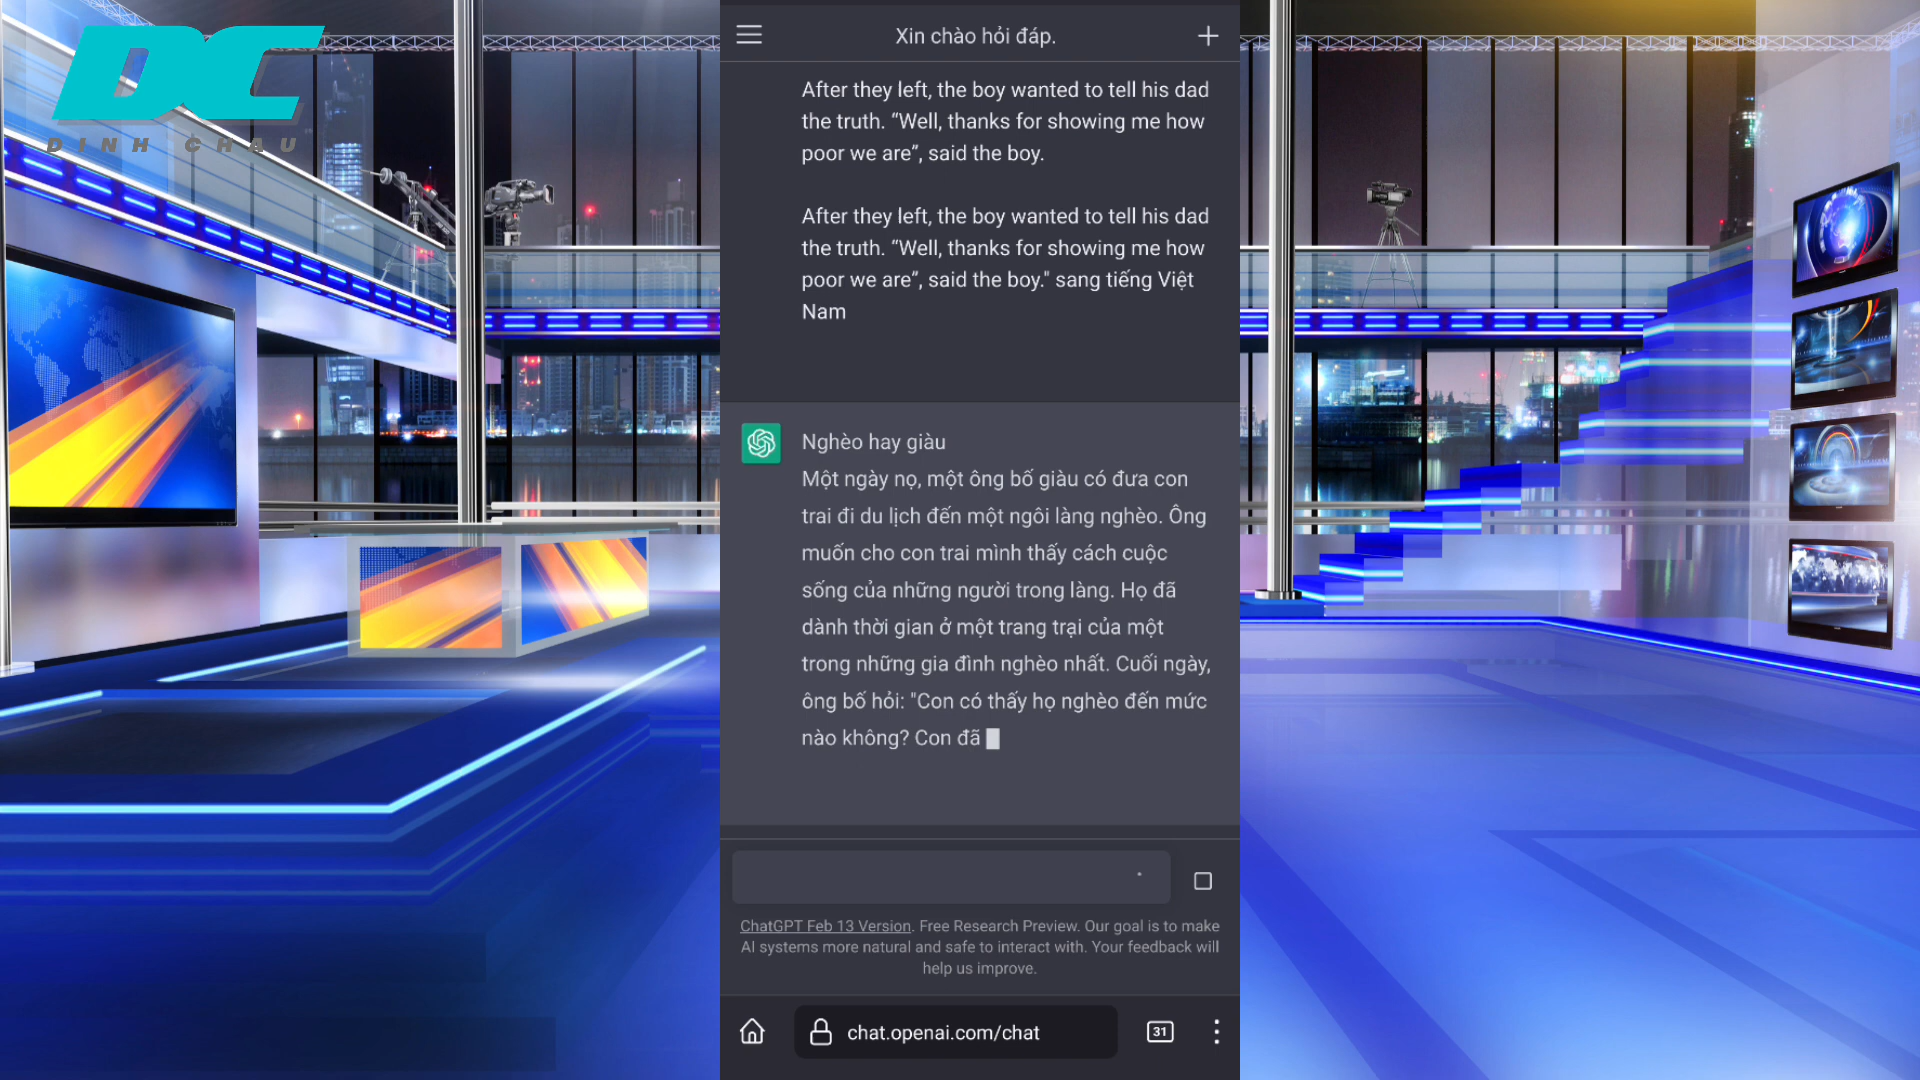 DC
DINH CHAU
Xin chào hỏi đáp.
After they left, the boy wanted to tell his dad
the truth. “Well, thanks for showing me how
poor we are”, said the boy.
After they left, the boy wanted to tell his dad
the truth. “Well, thanks for showing me how
poor we are”, said the boy." sang tiếng Việt
Nam
Nghèo hay giàu
Một ngày nọ, một ông bố giàu có đưa con
trai đi du lịch đến một ngôi làng nghèo. Ông
muốn cho con trai mình thấy cách cuộc
sống của những người trong làng. Họ đã
dành thời gian ở một trang trại của một
trong những gia đình nghèo nhất. Cuối ngày,
ông bố hỏi: "Con có thấy họ nghèo đến mức
nào không? Con đã
ChatGPT Feb 13 Version. Free Research Preview. Our goal is to make
AI systems more natural and safe to interact with. Your feedback will
help us improve.
chat.openai.com/chat
31